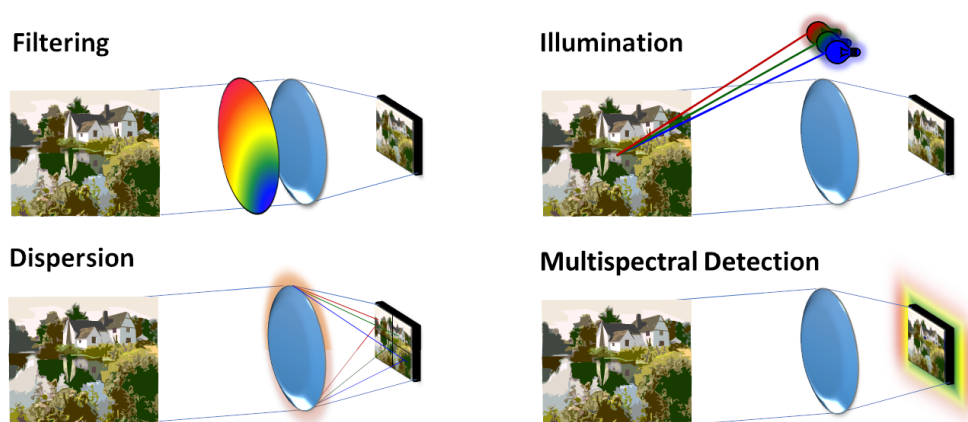 Filtering
Illumination
Dispersion
Multispectral Detection